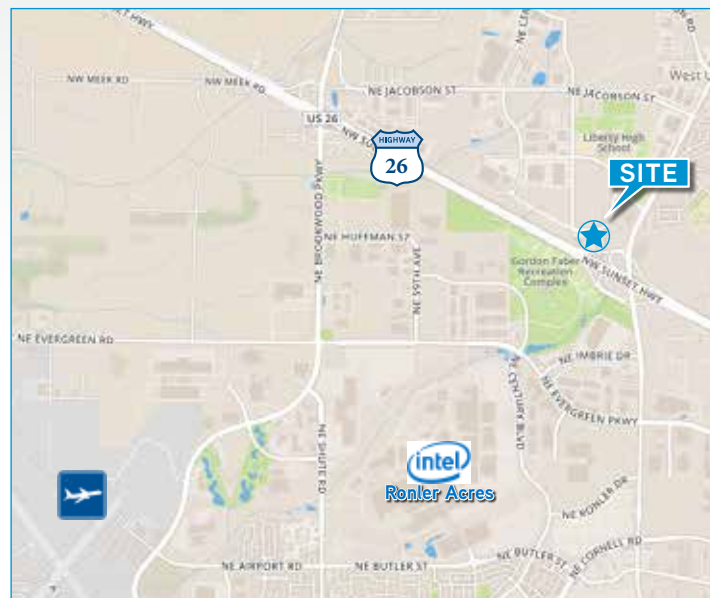 SUNSET HWY
NW MEEK RD
NW MEEK RD
NE JACOBSON ST
NE JACOBSON ST
West U
US 26
HIGHWAY
26
Liberty High
School
SITE
NE BROOKWOOD PKWY
NE HUFFMAN ST
NE 59TH AVE
Gordon Faber
Recreation
Complex
NW SUNSET HWY
NE EVERGREEN RD
NE IMBRIE DR
NE CENTURY BLVD
NE EVERGREEN PKWY
NE SHUTE RD
intel
Ronler Acres
NE RONLER DR
NE CORNELL RD
NE AIRPORT RD
NE BUTLER ST
NE BUTLER ST